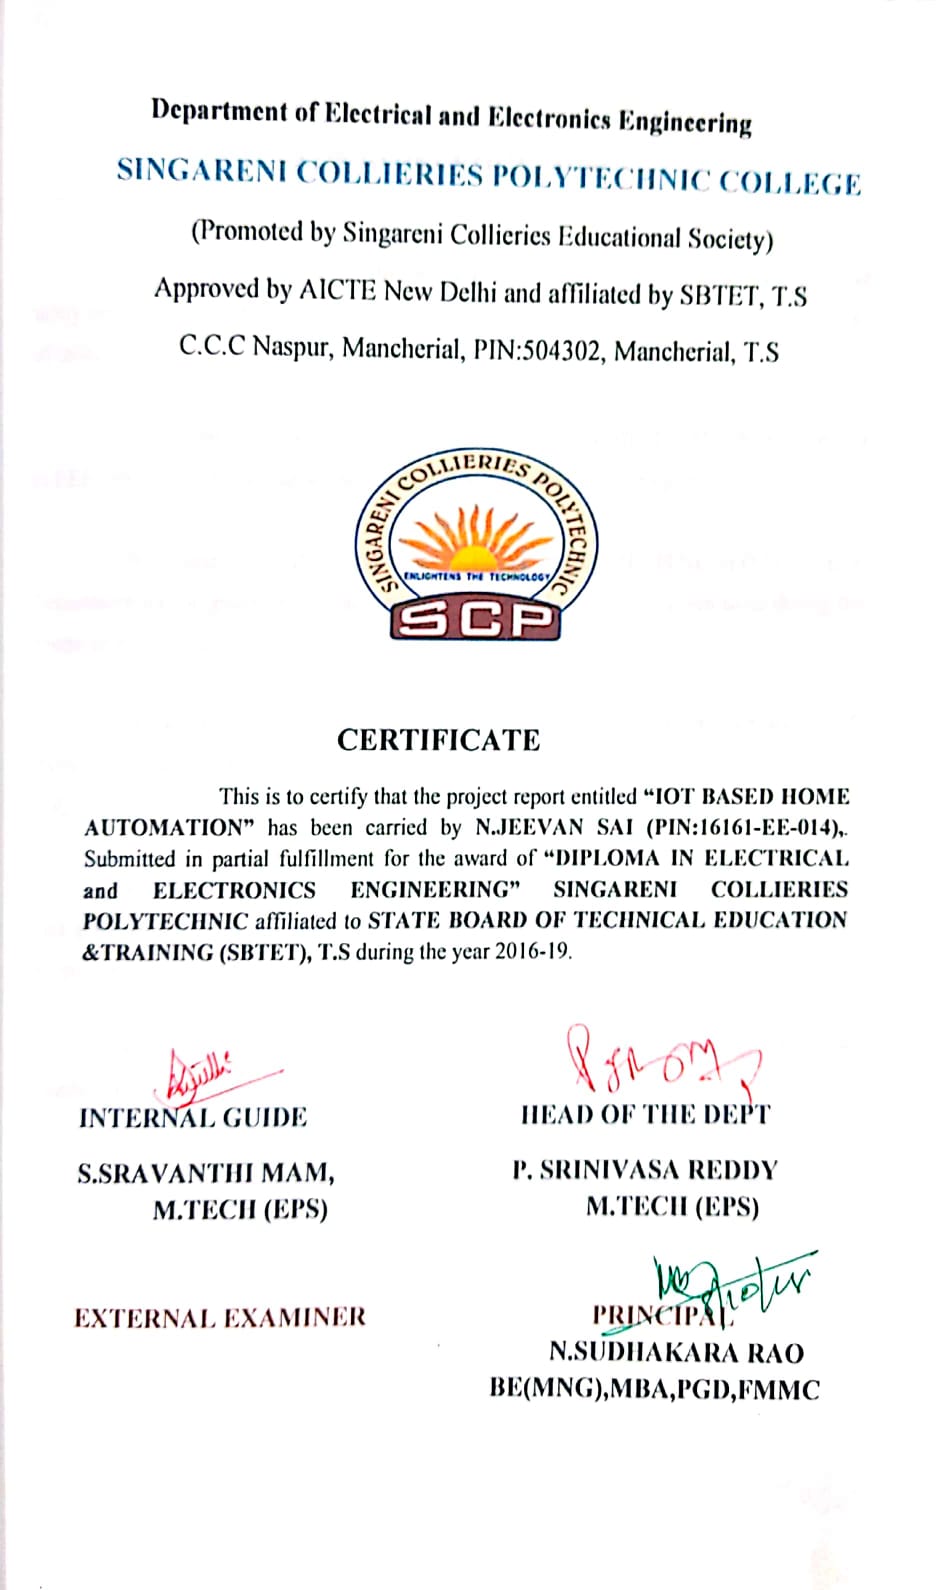 Department of Electrical and Electronics Engineering
SINGARENI COLLIERIES POLYTECHNIC COLLEGE
(Promoted by Singareni Collieries Educational Society)
Approved by AICTE New Delhi and affiliated by SBTET, T.S
C.C.C Naspur, Mancherial, PIN:504302, Mancherial, T.S
SINGARENI COLLIERIES POLYTECHNIC
ENLIGHTENS THE TECHNOLOGY
SCP
CERTIFICATE
This is to certify that the project report entitled “IOT BASED HOME
AUTOMATION” has been carried by N.JEEVAN SAI (PIN:16161-EE-014),.
Submitted in partial fulfillment for the award of “DIPLOMA IN ELECTRICAL
and ELECTRONICS ENGINEERING” SINGARENI COLLIERIES
POLYTECHNIC affiliated to STATE BOARD OF TECHNICAL EDUCATION
&TRAINING (SBTET), T.S during the year 2016-19.
INTERNAL GUIDE
S.SRAVANTHI MAM,
M.TECH (EPS)
HEAD OF THE DEPT
P. SRINIVASA REDDY
M.TECH (EPS)
EXTERNAL EXAMINER
PRINCIPAL
N.SUDHAKARA RAO
BE(MNG),MBA,PGD,FMMC